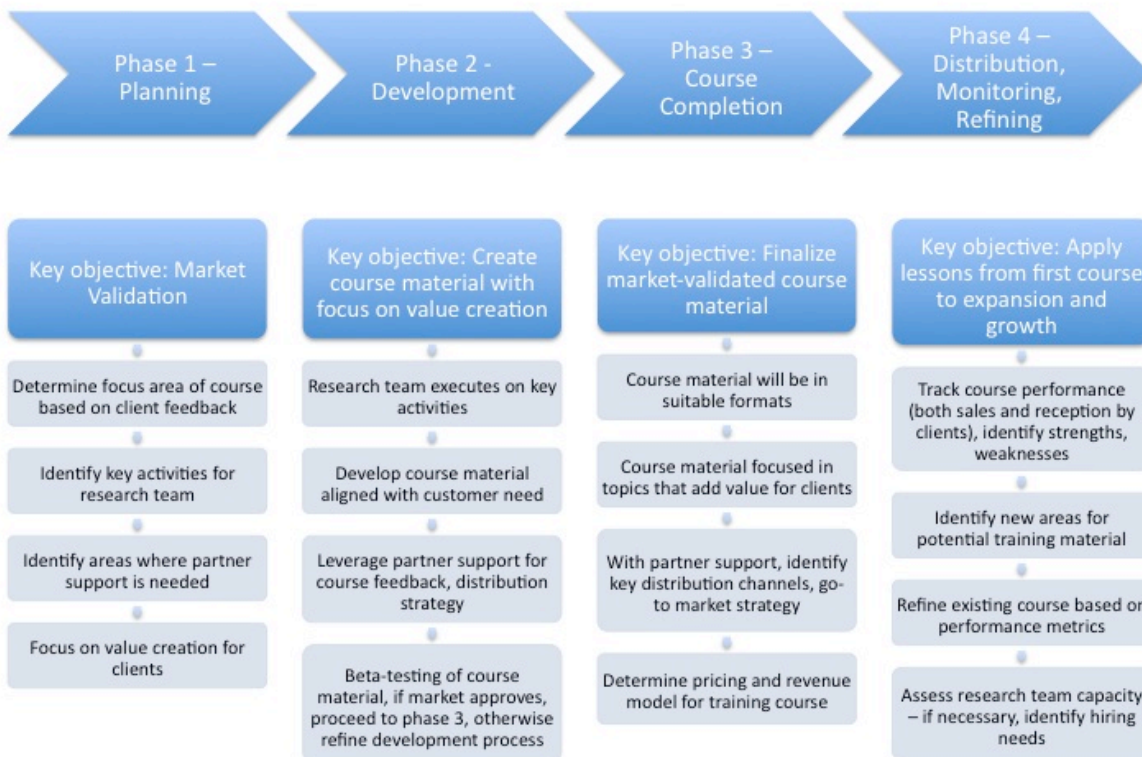 Phase 1 –
Planning
Phase 2 -
Development
Phase 3 –
Course
Completion
Phase 4 –
Distribution,
Monitoring,
Refining
Key objective: Market
Validation
Determine focus area of course
based on client feedback
Identify key activities for
research team
Identify areas where partner
support is needed
Focus on value creation for
clients
Key objective: Create
course material with
focus on value creation
Research team executes on key
activities
Develop course material
aligned with customer need
Leverage partner support for
course feedback, distribution
strategy
Beta-testing of course
material, if market approves,
proceed to phase 3, otherwise
refine development process
Key objective: Finalize
market-validated course
material
Course material will be in
suitable formats
Course material focused in
topics that add value for clients
With partner support, identify
key distribution channels, go-
to market strategy
Determine pricing and revenue
model for training course
Key objective: Apply
lessons from first course
to expansion and
growth
Track course performance
(both sales and reception by
clients), identify strengths,
weaknesses
Identify new areas for
potential training material
Refine existing course based on
performance metrics
Assess research team capacity
– if necessary, identify hiring
needs